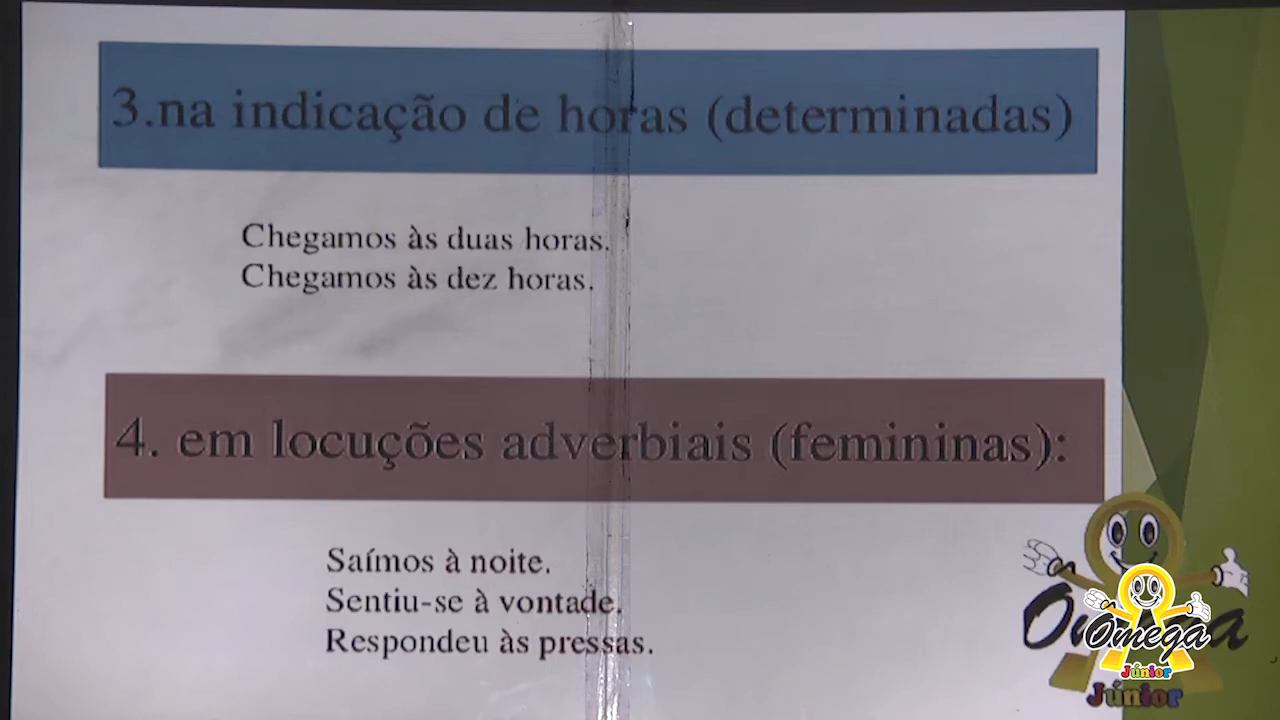 3.na indicação de horas (determinadas)
Chegamos às duas horas.
Chegamos às dez horas.
4. em locuções adverbiais (femininas):
Saímos à noite.
Sentiu-se à vontade.
Respondeu às pressas.
Omega
Júnior
Júnior